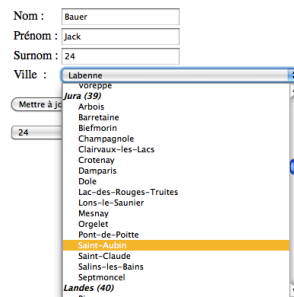 Nom : Bauer
Prénom : Jack
Surnom : 24
Ville : Labenne
Voreppe
Jura (39)
Mettre à jo
Arbois
Barretaine
24
Biefmorin
Champagnole
Clairvaux-les-Lacs
Crotenay
Damparis
Dole
Lac-des-Rouges-Truites
Lons-le-Saunier
Mesnay
Orgelet
Pont-de-Poitte
Saint-Aubin
Saint-Claude
Salins-les-Bains
Septmoncel
Landes (40)